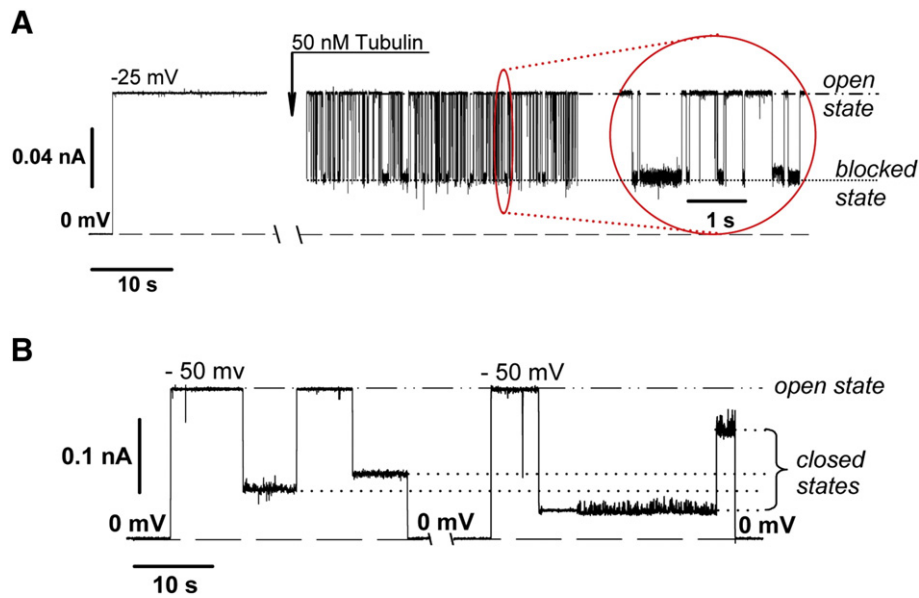 A
50 nM Tubulin
-25 mV
open
state
0.04 nA
blocked
state
0 mV
1 s
10 s
B
- 50 mv
- 50 mV
open state
0.1 nA
closed
states
0 mV
0 mV
0 mV
10 s